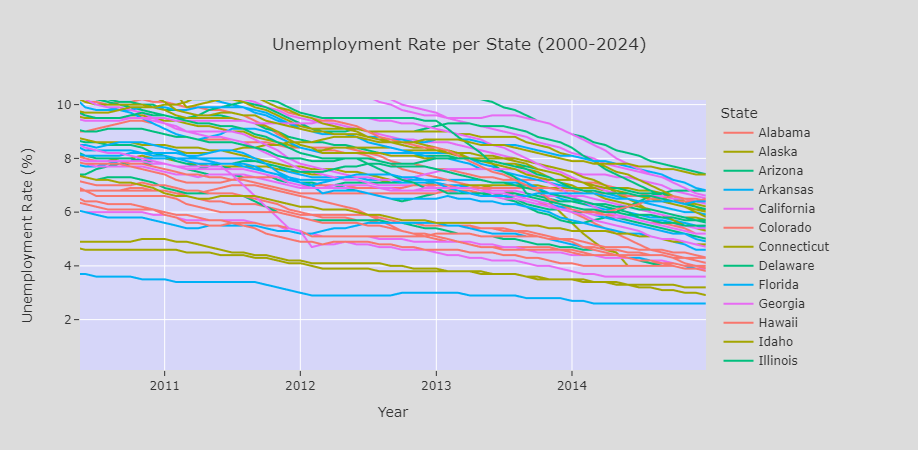 Unemployment Rate per State (2000-2024)
Unemployment Rate (%)
10
8
6
4
2
2011
2012
2013
2014
Year
State
Alabama
Alaska
Arizona
Arkansas
California
Colorado
Connecticut
Delaware
Florida
Georgia
Hawaii
Idaho
Illinois